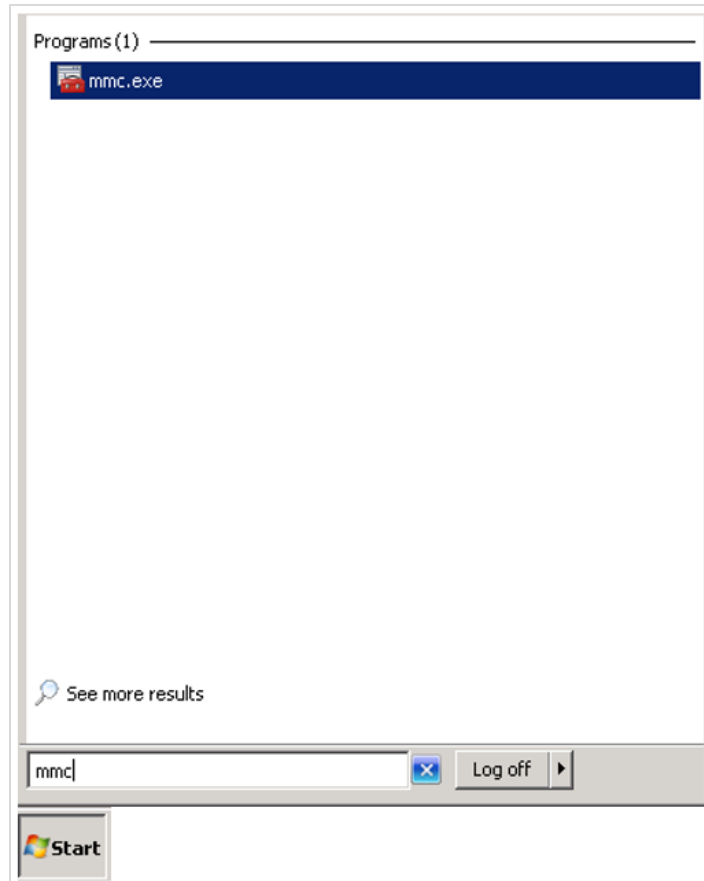 Programs (1)
mmc.exe
See more results
mmc
Log off
Start